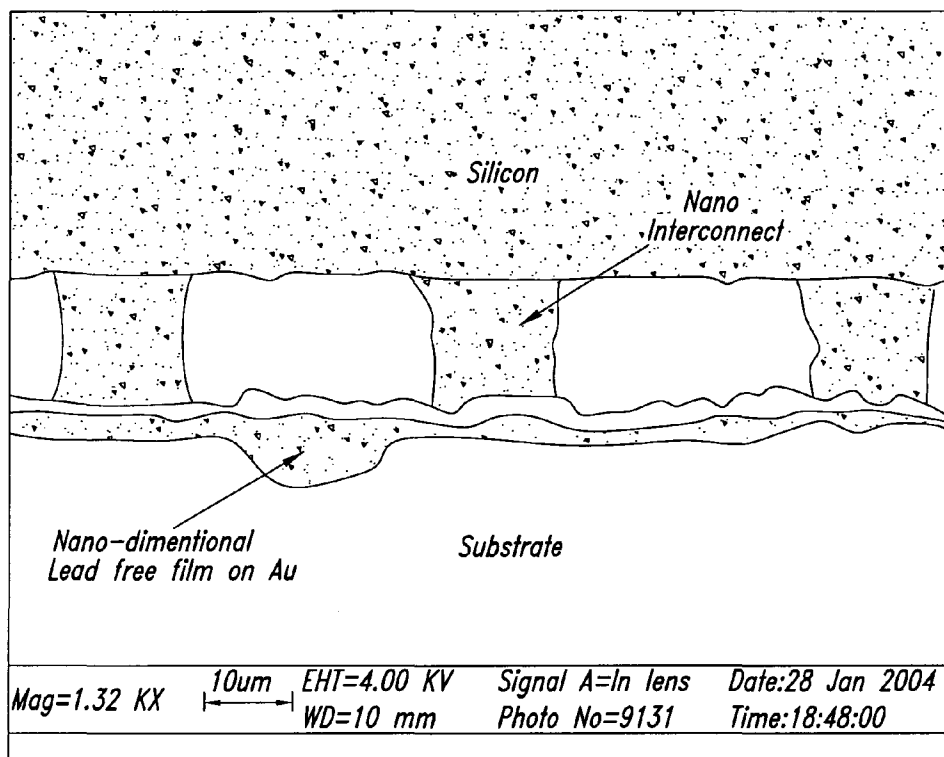 Silicon
Nano
Interconnect
Nano-dimentional
Lead free film on Au
Substrate
Mag=1.32 KX 10um EHT=4.00 KV Signal A=In lens Date:28 Jan 2004
WD=10 mm Photo No=9131 Time:18:48:00